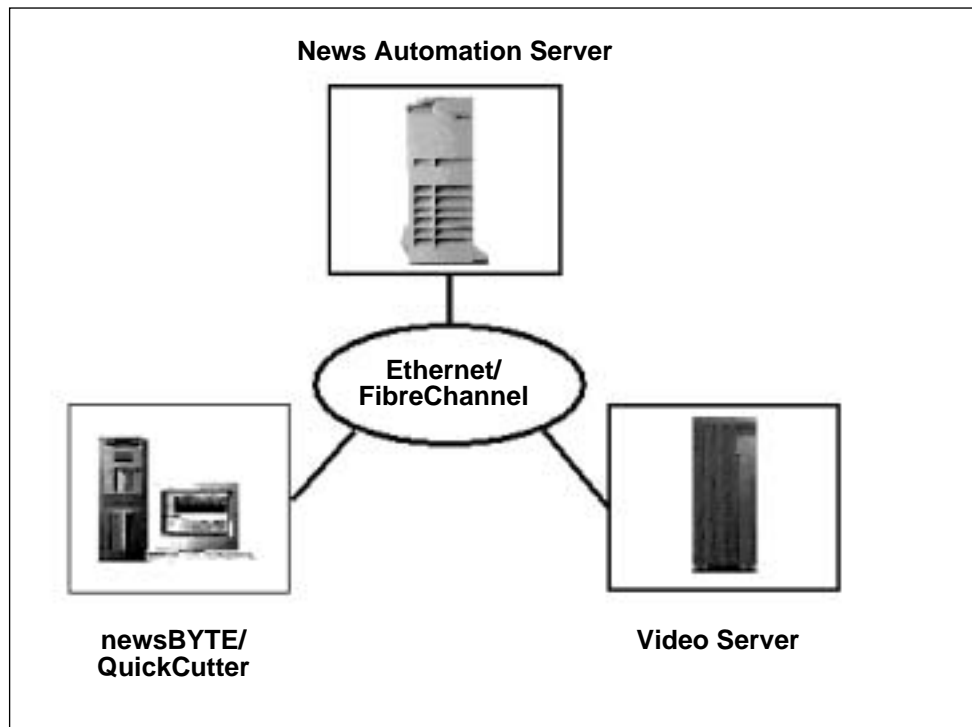 News Automation Server
Ethernet/
FibreChannel
newsBYTE/
QuickCutter
Video Server